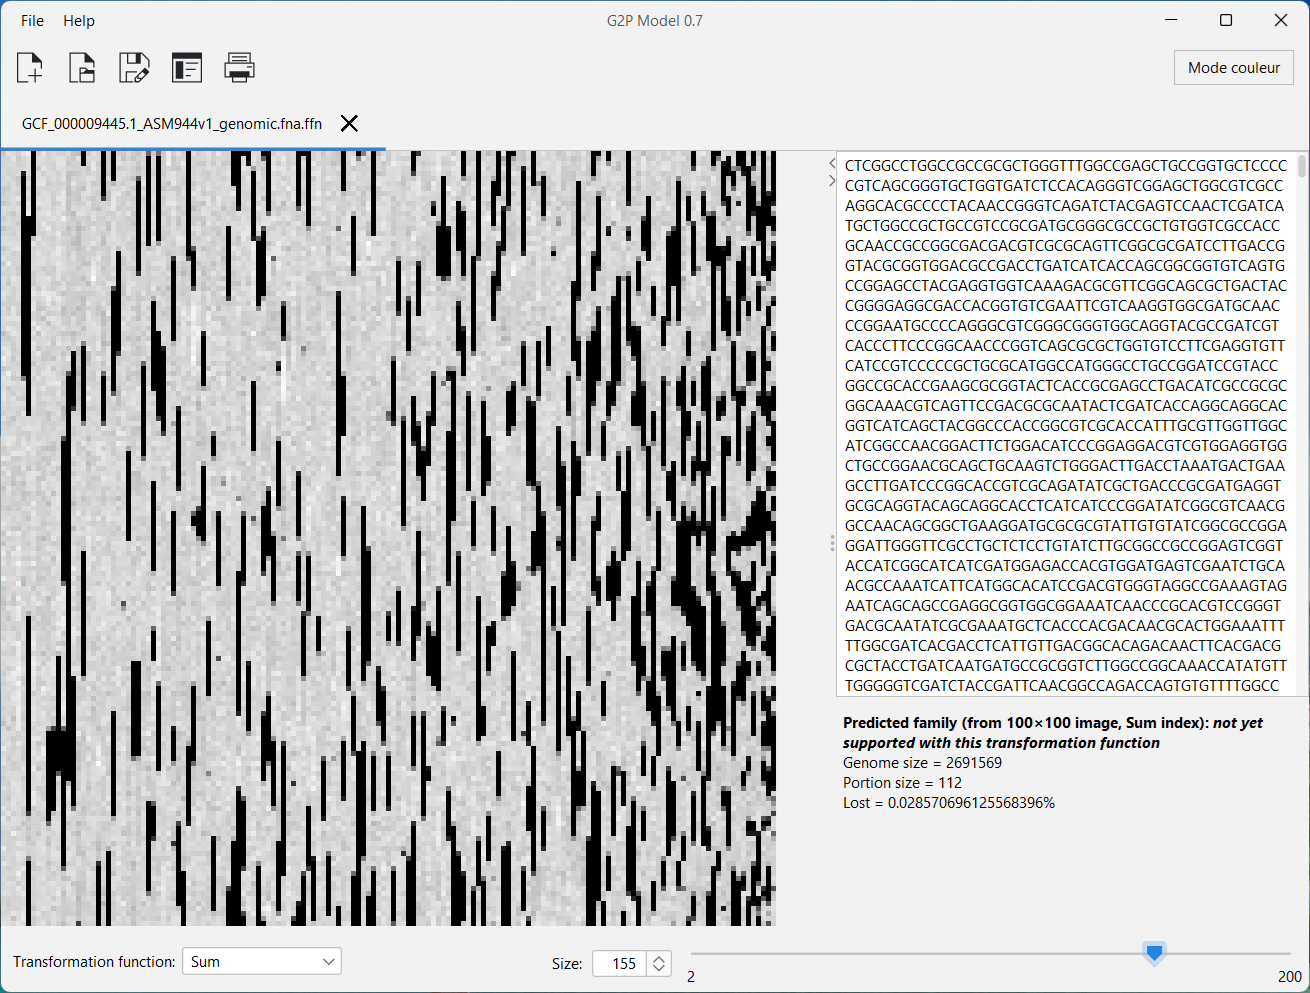 File Help
G2P Model 0.7
Mode couleur
GCF_000009445.1_ASM944v1_genomic.fna.ffn
CTCGGCCTGGCCGCCGCGCTGGGTTTGGCCGAGCTGCCGGTGCTCCCC
CGTCAGCGGGTGCTGGTGATCTCCACAGGGTCGGAGCTGGCGTCGCC
AGGCACGCCCCTACAACCGGGTCAGATCTACGAGTCCAACTCGATCA
TGCTGGCCGCTGCCGTCCGCGATGCGGGCGCCGCTGTGGTCGCCACC
GCAACCGCCGGCGACGACGTCGCGCAGTTCGGCGCGATCCTTGACCG
GTACGCGGTGGACGCCGACCTGATCATCACCAGCGGCGGTGTCAGTG
CCGGAGCCTACGAGGTGGTCAAAGACGCGTTCGGCAGCGCTGACTAC
CGGGGAGGCGACCACGGTGTCGAATTCGTCAAGGTGGCGATGCAAC
CCGGAATGCCCCAGGGCGTCGGGCGGGTGGCAGGTACGCCGATCGT
CACCCTTCCCGGCAACCCGGTCAGCGCGCTGGTGTCCTTCGAGGTGTT
CATCCGTCCCCCGCTGCGCATGGCCATGGGCCTGCCGGATCCGTACC
GGCCGCACCGAAGCGCGGTACTCACCGCGAGCCTGACATCGCCGCGC
GGCAAACGTCAGTTCCGACGCGCAATACTCGATCACCAGGCAGGCAC
GGTCATCAGCTACGGCCCACCGGCGTCGCACCATTTGCGTTGGTTGGC
ATCGGCCAACGGACTTCTGGACATCCCGGAGGACGTCGTGGAGGTGG
CTGCCGGAACGCAGCTGCAAGTCTGGGACTTGACCTAAATGACTGAA
GCCTTGATCCCGGCACCGTCGCAGATATCGCTGACCCGCGATGAGGT
GCGCAGGTACAGCAGGCACCTCATCATCCCGGATATCGGCGTCAACG
GCCAACAGCGGCTGAAGGATGCGCGCGTATTGTGTATCGGCGCCGGA
GGATTGGGTTCGCCTGCTCTCCTGTATCTTGCGGCCGCCGGAGTCGGT
ACCATCGGCATCATCGATGGAGACCACGTGGATGAGTCGAATCTGCA
ACGCCAAATCATTCATGGCACATCCGACGTGGGTAGGCCGAAAGTAG
AATCAGCAGCCGAGGCGGTGGCGGAAATCAACCCGCACGTCCGGGT
GACGCAATATCGCGAAATGCTCACCCACGACAACGCACTGGAAATTT
TTGGCGATCACGACCTCATTGTTGACGGCACAGACAACTTCACGACG
CGCTACCTGATCAATGATGCCGCGGTCTTGGCCGGCAAACCATATGTT
TGGGGGTCGATCTACCGATTCAACGGCCAGACCAGTGTGTTTTGGCC
Predicted family (from 100×100 image, Sum index): not yet
supported with this transformation function
Genome size = 2691569
Portion size = 112
Lost = 0.028570696125568396%
Transformation function: Sum
Size: 155
2
200